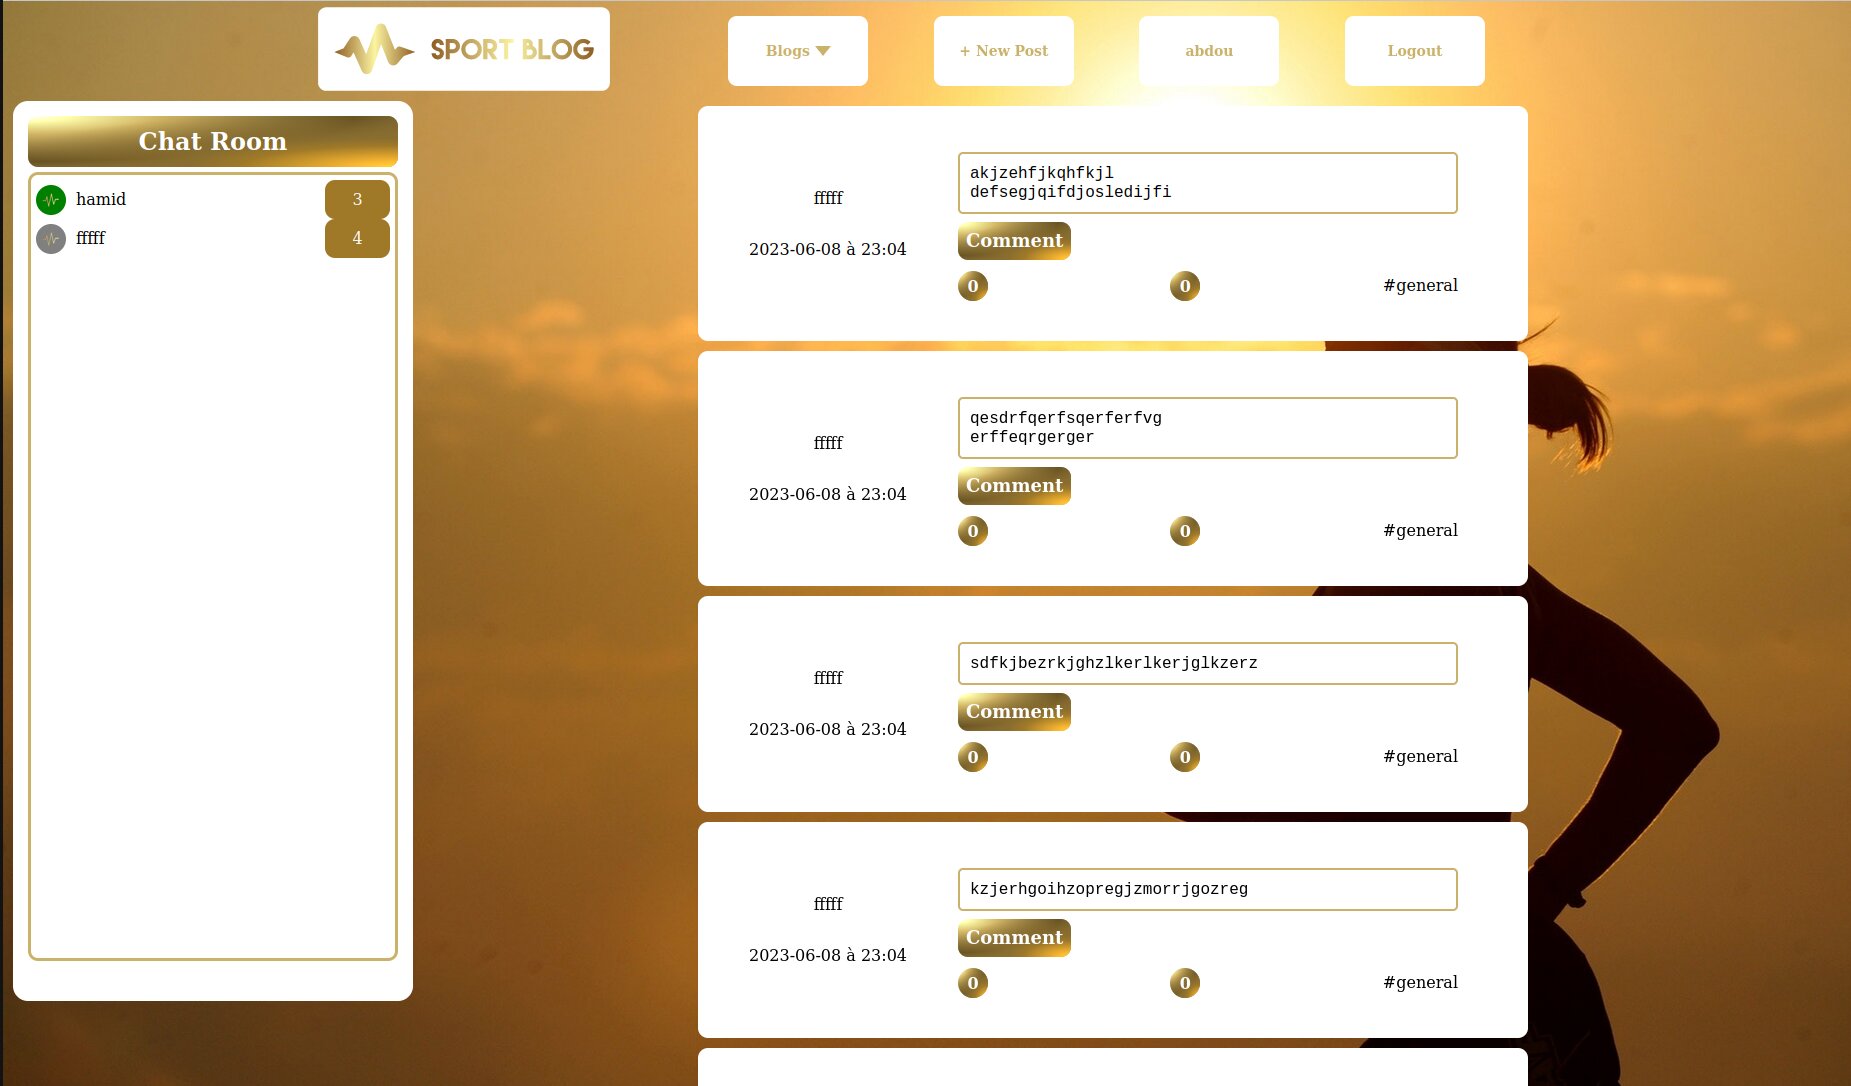 SPORT BLOG
Blogs
+ New Post
abdou
Logout
Chat Room
hamid 3
fffff 4
fffff
2023-06-08 à 23:04
akjzehfjkqhfkjl
defsegjqifdjosledijfi
Comment
0 0 #general
fffff
2023-06-08 à 23:04
qesdrfqerfsqerferfvg
erffeqrgerger
Comment
0 0 #general
fffff
2023-06-08 à 23:04
sdfkjbezrkjghzlkerlkerjglkzerz
Comment
0 0 #general
fffff
2023-06-08 à 23:04
kzjerhgoihzopregjzmorrjgozreg
Comment
0 0 #general